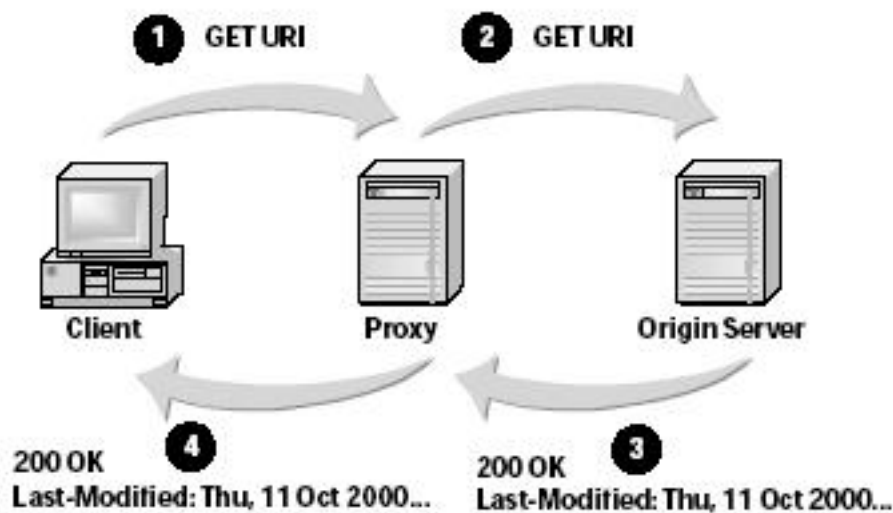 1 GET URI
2 GET URI
Client
Proxy
Origin Server
4
200 OK
Last-Modified: Thu, 11 Oct 2000...
3
200 OK
Last-Modified: Thu, 11 Oct 2000...